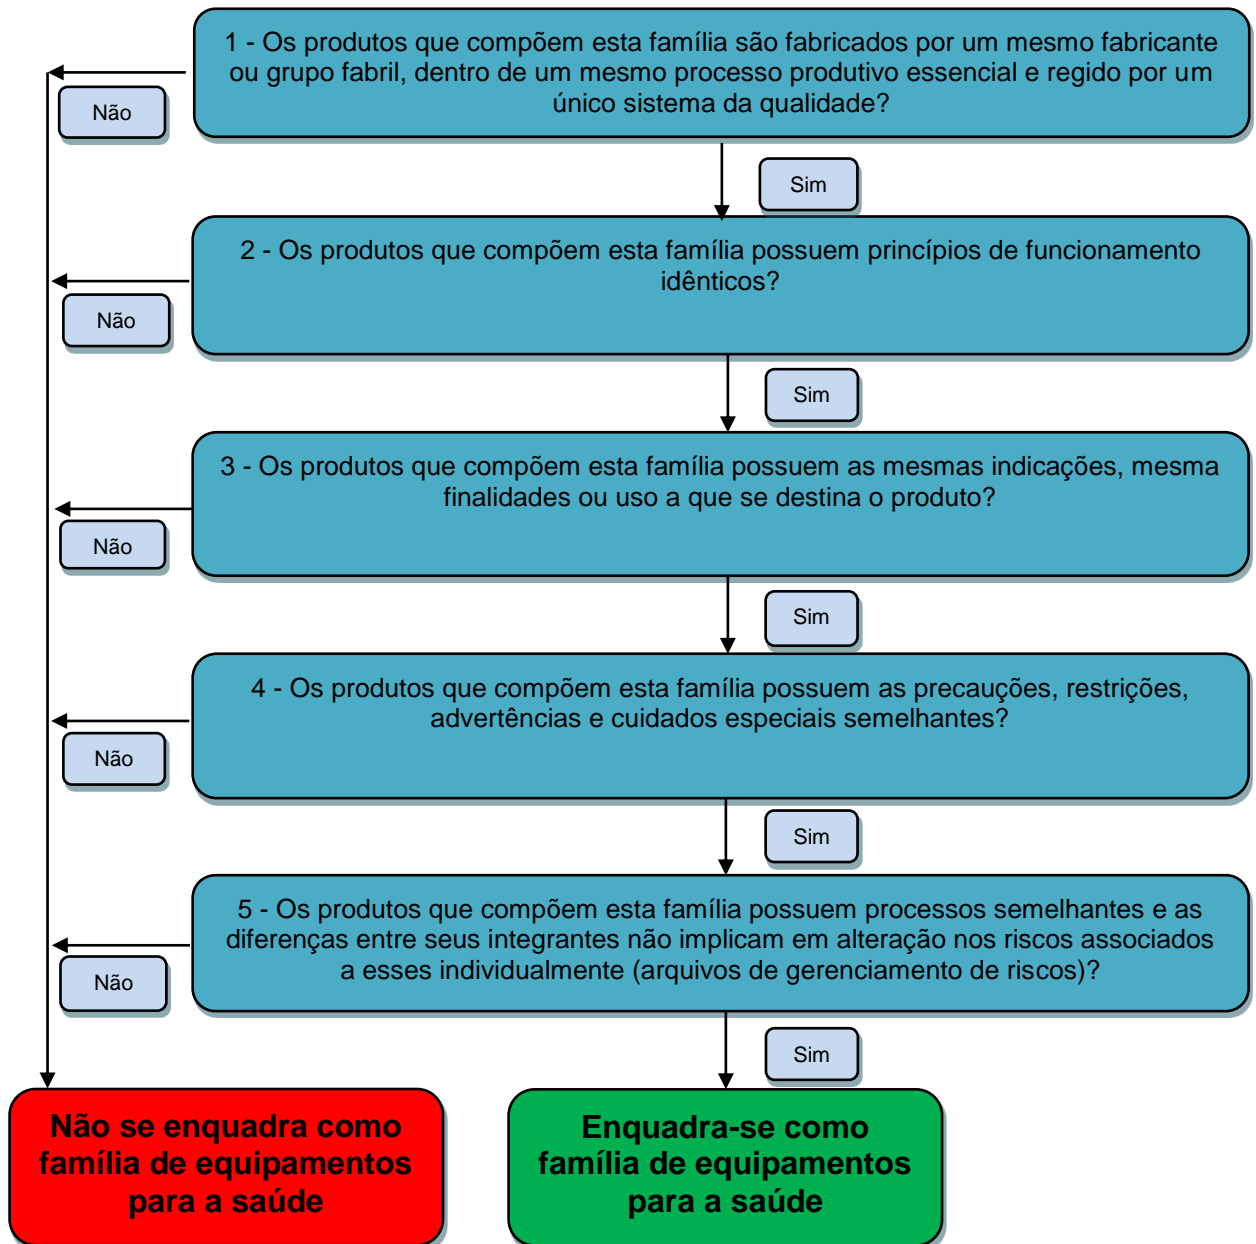 1 - Os produtos que compõem esta família são fabricados por um mesmo fabricante
ou grupo fabril, dentro de um mesmo processo produtivo essencial e regido por um
único sistema da qualidade?
Não
Sim
2 - Os produtos que compõem esta família possuem princípios de funcionamento
idênticos?
Não
Sim
3 - Os produtos que compõem esta família possuem as mesmas indicações, mesma
finalidades ou uso a que se destina o produto?
Não
Sim
4 - Os produtos que compõem esta família possuem as precauções, restrições,
advertências e cuidados especiais semelhantes?
Não
Sim
5 - Os produtos que compõem esta família possuem processos semelhantes e as
diferenças entre seus integrantes não implicam em alteração nos riscos associados
a esses individualmente (arquivos de gerenciamento de riscos)?
Não
Sim
Não se enquadra como
família de equipamentos
para a saúde
Enquadra-se como
família de equipamentos
para a saúde